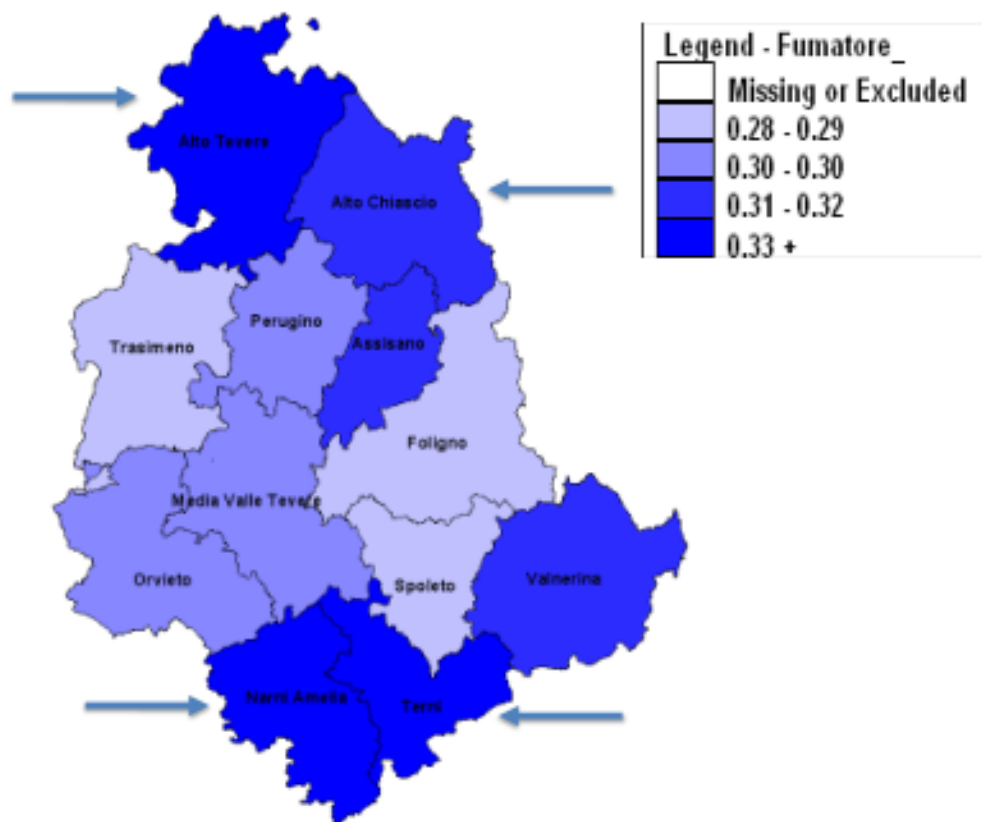 Legend - Fumatore_
Missing or Excluded
0.28 - 0.29
0.30 - 0.30
0.31 - 0.32
0.33 +
Alto Tevere
Alto Chiascio
Perugino
Assisano
Trasimeno
Foligno
Media Valle Tevere
Orvieto
Spoleto
Valnerina
Narni Amelia
Terni